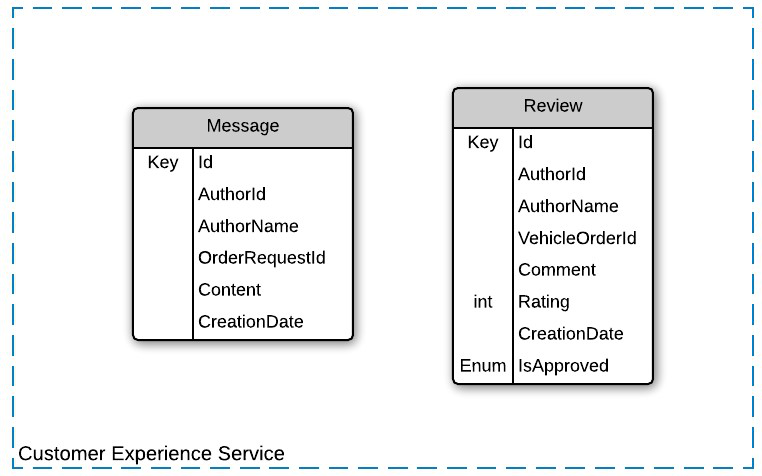 Message
Key Id
AuthorId
AuthorName
OrderRequestId
Content
CreationDate
Review
Key Id
AuthorId
AuthorName
VehicleOrderId
Comment
int Rating
CreationDate
Enum IsApproved
Customer Experience Service